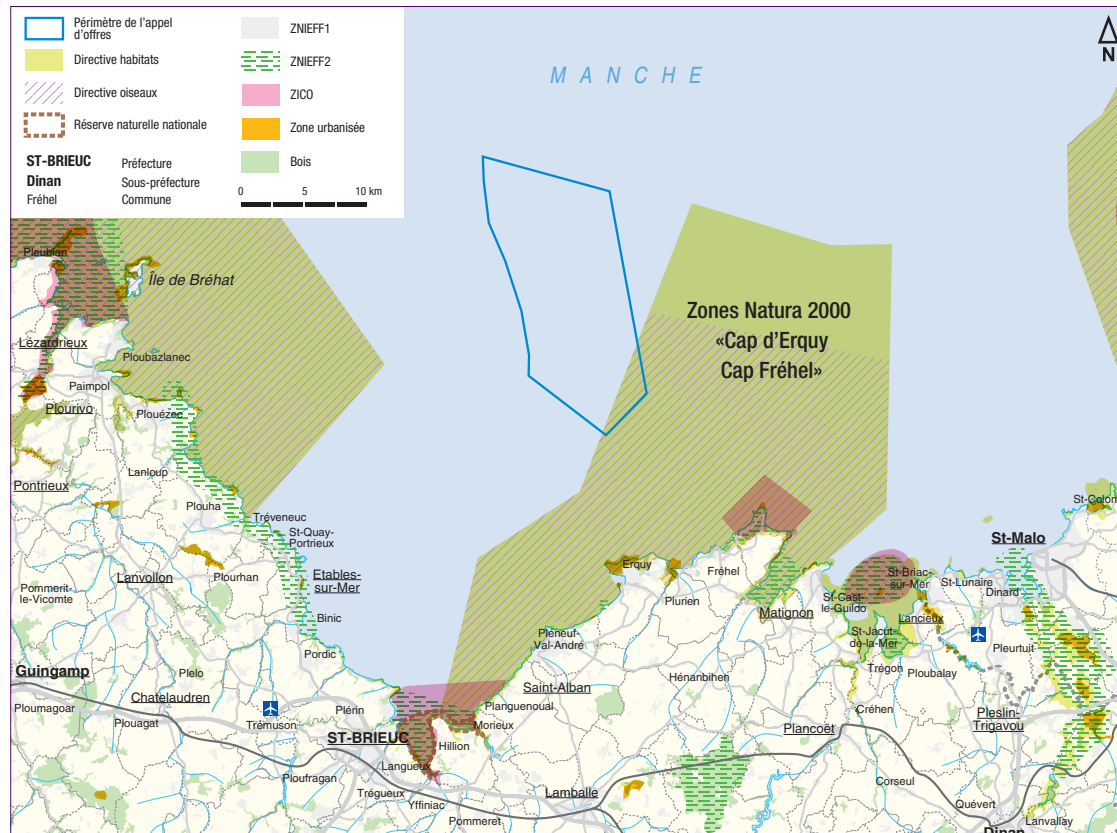 Périmètre de l'appel
d'offres
Directive habitats
Directive oiseaux
Réserve naturelle nationale
ST-BRIEUC Préfecture
Dinan Sous-préfecture
Fréhel Commune
ZNIEFF1
ZNIEFF2
ZICO
Zone urbanisée
Bois
0 5 10 km
N
MANCHE
Zones Natura 2000
«Cap d'Erquy
Cap Fréhel»
Pleubian
Île de Bréhat
Lézardrieux
Ploubazlanec
Paimpol
Plourivo
Plouézec
Lanloup
Pontrieux
Plouha
Tréveneuc
St-Quay-
Portrieux
Lanvollon
Plourhan
Etables-
sur-Mer
Pommerit-
le-Vicomte
Binic
Pordic
Guingamp
Plelo
Ploumagoar
Chatelaudren
Plouagat
Trémuson
Plérin
ST-BRIEUC
Ploufragan
Langueux
Hillion
Morieux
Trégueux
Yffiniac
Pommeret
Planguenoual
Saint-Alban
Pléneuf-
Val-André
Erquy
Plurien
Fréhel
Matignon
Hénanbihen
Lamballe
St-Cast-
le-Guildo
St-Jacut
de-la-Mer
St-Briac-
sur-Mer
Lancieux
St-Lunaire
Dinard
St-Malo
St-Colom
Pleurtuit
Trégon
Ploubalay
Créhen
Plancoët
Pleslin-
Trigavou
Corseul
Quévert
Lanvallay
Dinan